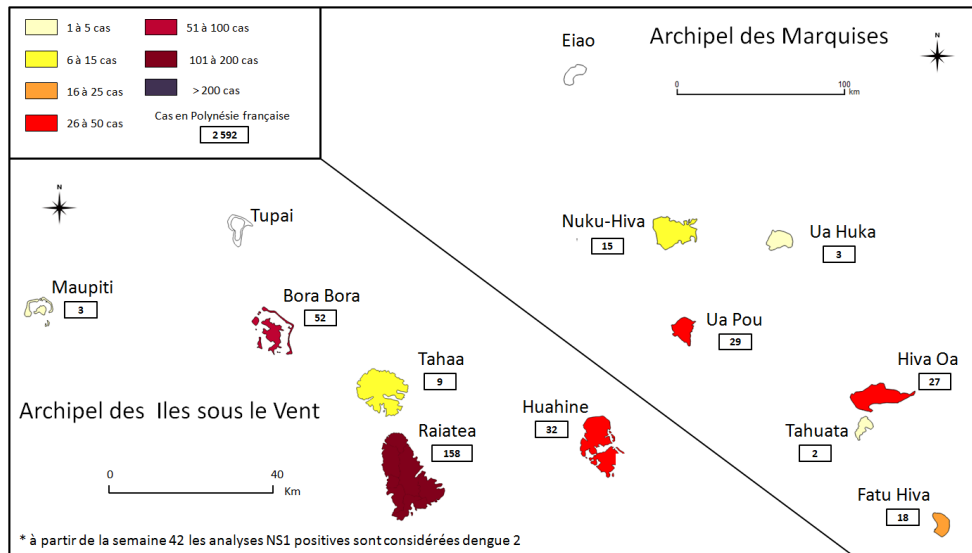 1 à 5 cas
6 à 15 cas
16 à 25 cas
26 à 50 cas
51 à 100 cas
101 à 200 cas
> 200 cas
Cas en Polynésie française
2 592
Archipel des Marquises
N
0 100
km
Eiao
Nuku-Hiva
15
Ua Huka
3
Ua Pou
29
Hiva Oa
27
Tahuata
2
Fatu Hiva
18
N
Tupai
Maupiti
3
Bora Bora
52
Tahaa
9
Raiatea
158
Huahine
32
Archipel des Iles sous le Vent
0 40
Km
* à partir de la semaine 42 les analyses NS1 positives sont considérées dengue 2